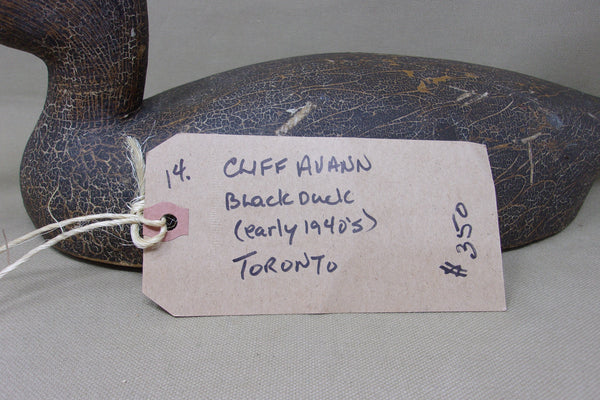 14. CLIFF AVANN
Black Duck
(early 1940's)
TORONTO
#350